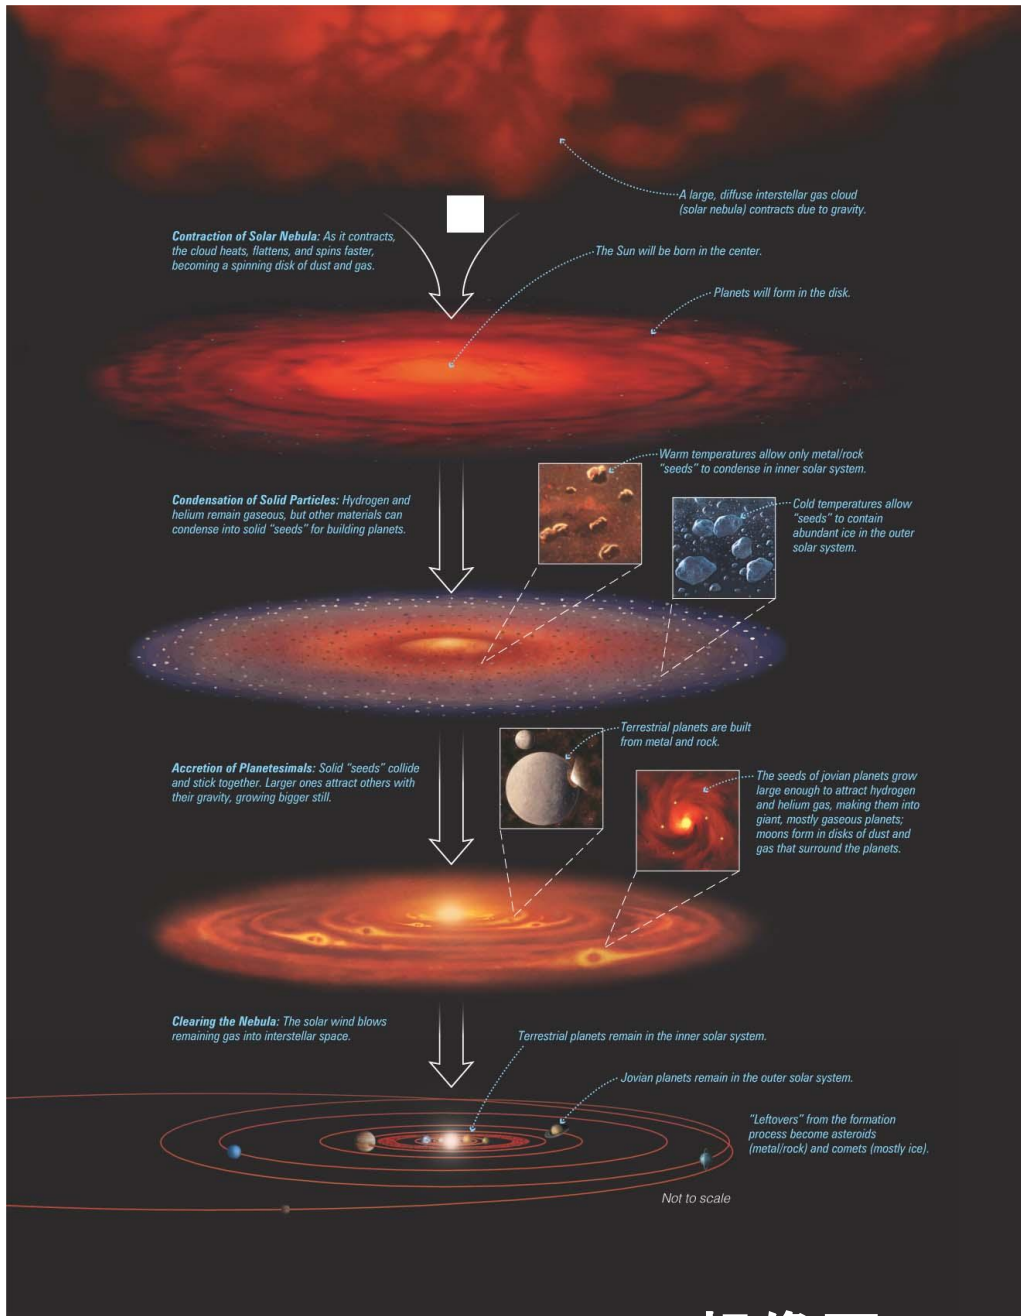 A large, diffuse interstellar gas cloud
(solar nebula) contracts due to gravity.
Contraction of Solar Nebula: As it contracts,
the cloud heats, flattens, and spins faster,
becoming a spinning disk of dust and gas.
The Sun will be born in the center.
Planets will form in the disk.
Warm temperatures allow only metal/rock
"seeds" to condense in inner solar system.
Condensation of Solid Particles: Hydrogen and
helium remain gaseous, but other materials can
condense into solid "seeds" for building planets.
Cold temperatures allow
"seeds" to contain
abundant ice in the outer
solar system.
Terrestrial planets are built
from metal and rock.
Accretion of Planetesimals: Solid "seeds" collide
and stick together. Larger ones attract others with
their gravity, growing bigger still.
The seeds of jovian planets grow
large enough to attract hydrogen
and helium gas, making them into
giant, mostly gaseous planets;
moons form in disks of dust and
gas that surround the planets.
Clearing the Nebula: The solar wind blows
remaining gas into interstellar space.
Terrestrial planets remain in the inner solar system.
Jovian planets remain in the outer solar system.
"Leftovers" from the formation
process become asteroids
(metal/rock) and comets (mostly ice).
Not to scale